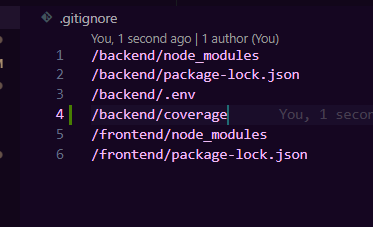 .gitignore
You, 1 second ago | 1 author (You)
1 /backend/node_modules
2 /backend/package-lock.json
3 /backend/.env
4 /backend/coverage You, 1 secon
5 /frontend/node_modules
6 /frontend/package-lock.json